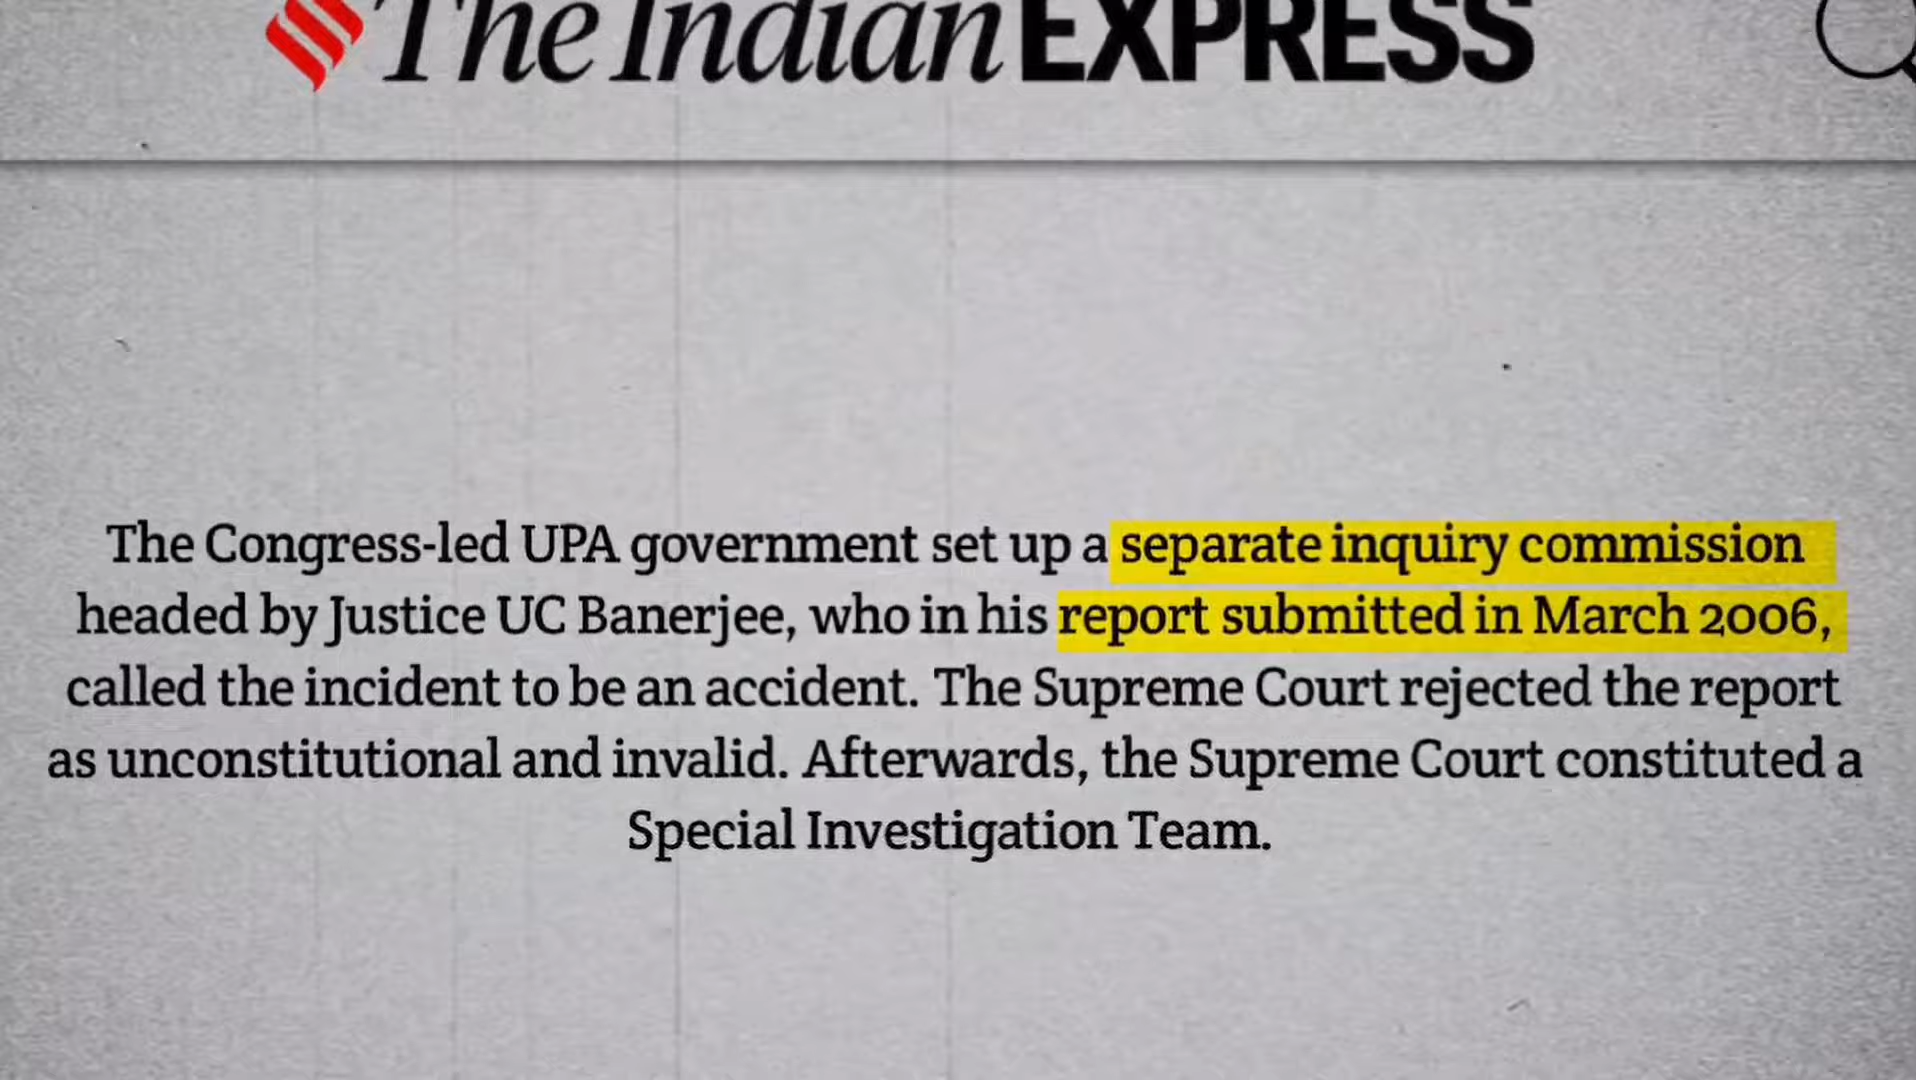 The Indian EXPRESS
The Congress-led UPA government set up a separate inquiry commission
headed by Justice UC Banerjee, who in his report submitted in March 2006,
called the incident to be an accident. The Supreme Court rejected the report
as unconstitutional and invalid. Afterwards, the Supreme Court constituted a
Special Investigation Team.